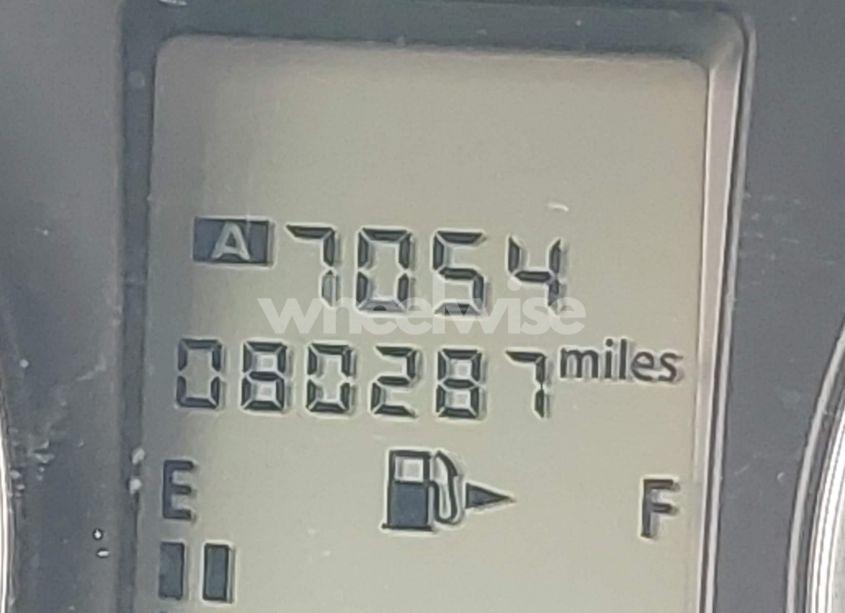 A 7054
wheelwise
080287 miles
E F